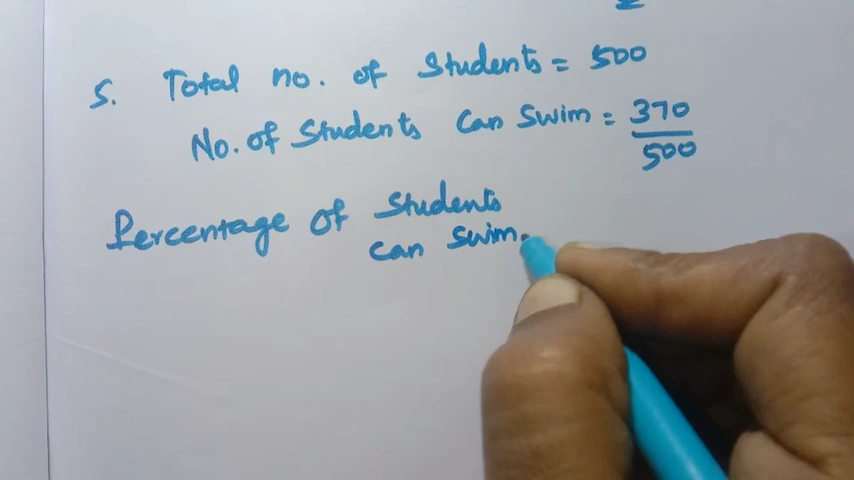 5. Total no. of Students = 500
No. of Students Can Swim = 370
500
Percentage of Students
can Swim